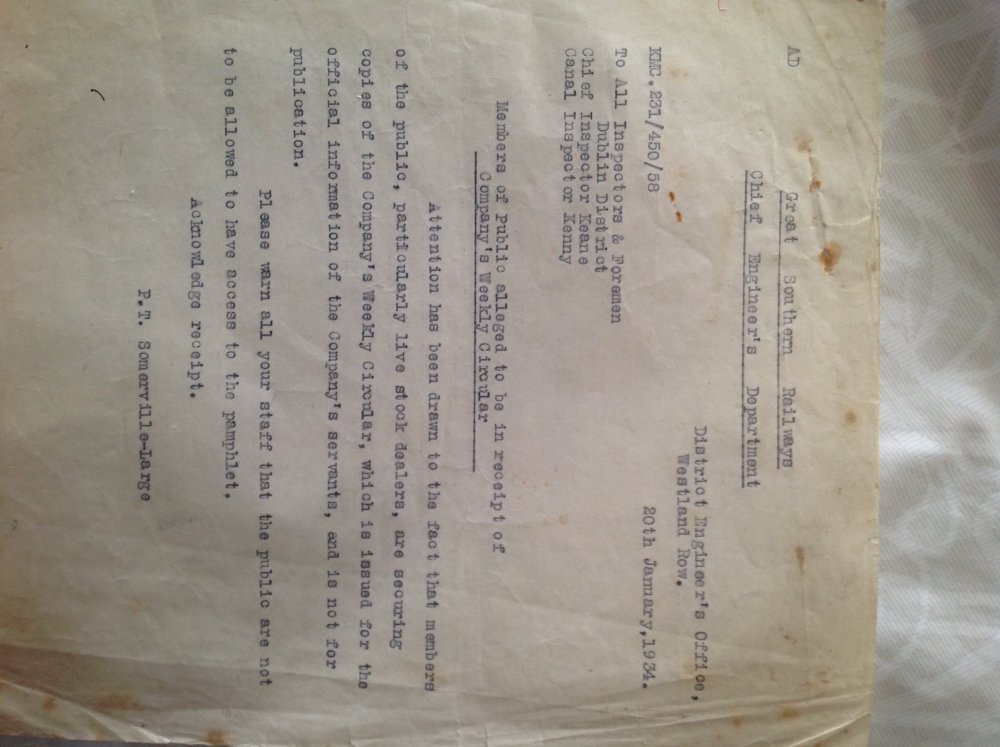 AD
Great Southern Railways
Chief Engineer's Department
District Engineer's Office,
Westland Row.
KMC.231/450/58
20th January, 1934.
To All Inspectors & Foremen
Dublin District
Chief Inspector Keane
Canal Inspector Kenny
Members of Public alleged to be in receipt of
Company's Weekly Circular
Attention has been drawn to the fact that members
of the public, particularly live stock dealers, are securing
copies of the Company's Weekly Circular, which is issued for the
official information of the Company's servants, and is not for
publication.
Please warn all your staff that the public are not
to be allowed to have access to the pamphlet.
Acknowledge receipt.
P.T. Somerville-Large